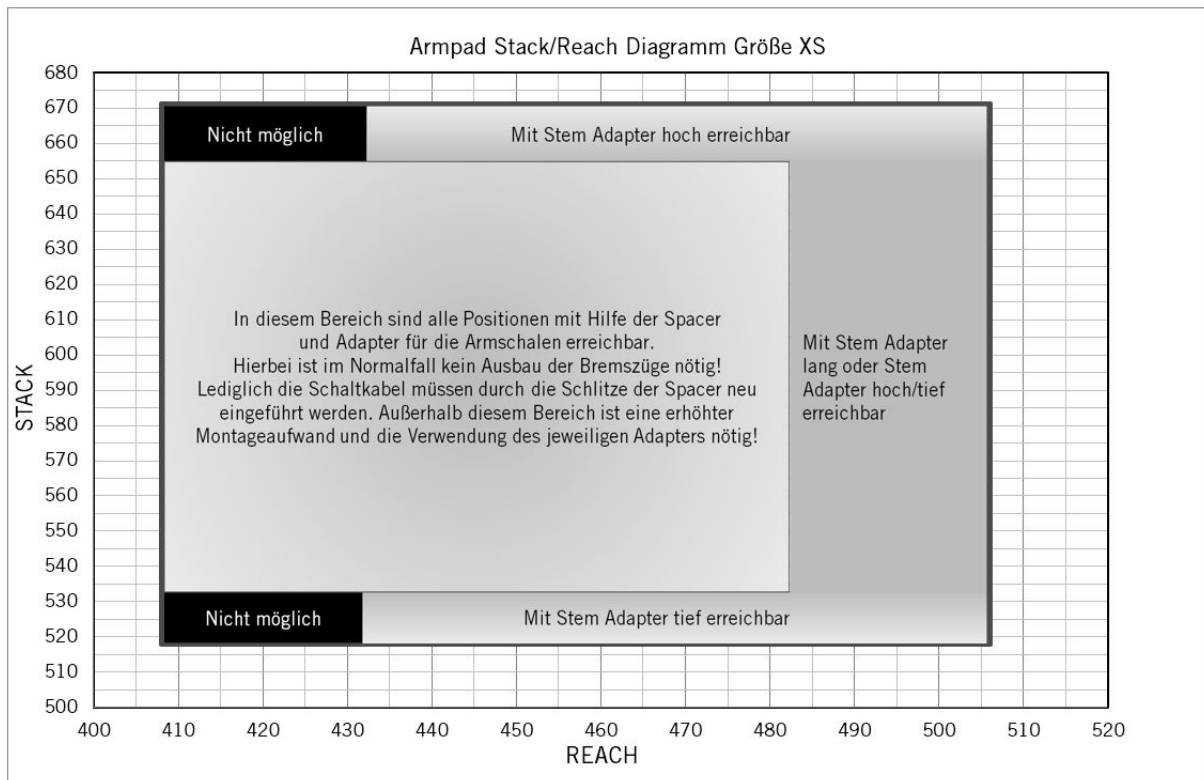 Armpad Stack/Reach Diagramm Größe XS
680
670
660
650
640
630
620
610
600
590
580
570
560
550
540
530
520
510
500
STACK
Nicht möglich
Mit Stem Adapter hoch erreichbar
In diesem Bereich sind alle Positionen mit Hilfe der Spacer
und Adapter für die Armschalen erreichbar.
Hierbei ist im Normalfall kein Ausbau der Bremszüge nötig!
Lediglich die Schaltkabel müssen durch die Schlitze der Spacer neu
eingeführt werden. Außerhalb diesem Bereich ist eine erhöhter
Montageaufwand und die Verwendung des jeweiligen Adapters nötig!
Mit Stem Adapter
lang oder Stem
Adapter hoch/tief
erreichbar
Nicht möglich
Mit Stem Adapter tief erreichbar
400 410 420 430 440 450 460 470 480 490 500 510 520
REACH